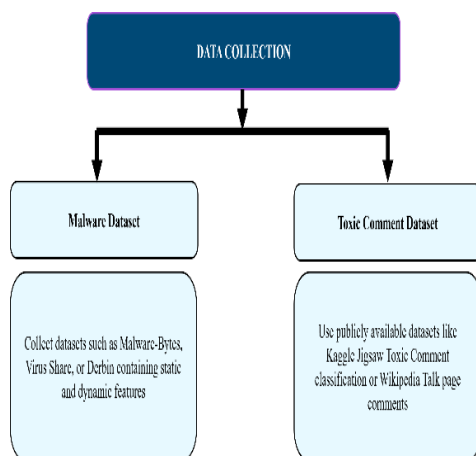 DATA COLLECTION
Malware Dataset
Collect datasets such as Malware-Bytes,
Virus Share, or Derbin containing static
and dynamic features
Toxic Comment Dataset
Use publicly available datasets like
Kaggle Jigsaw Toxic Comment
classification or Wikipedia Talk page
comments